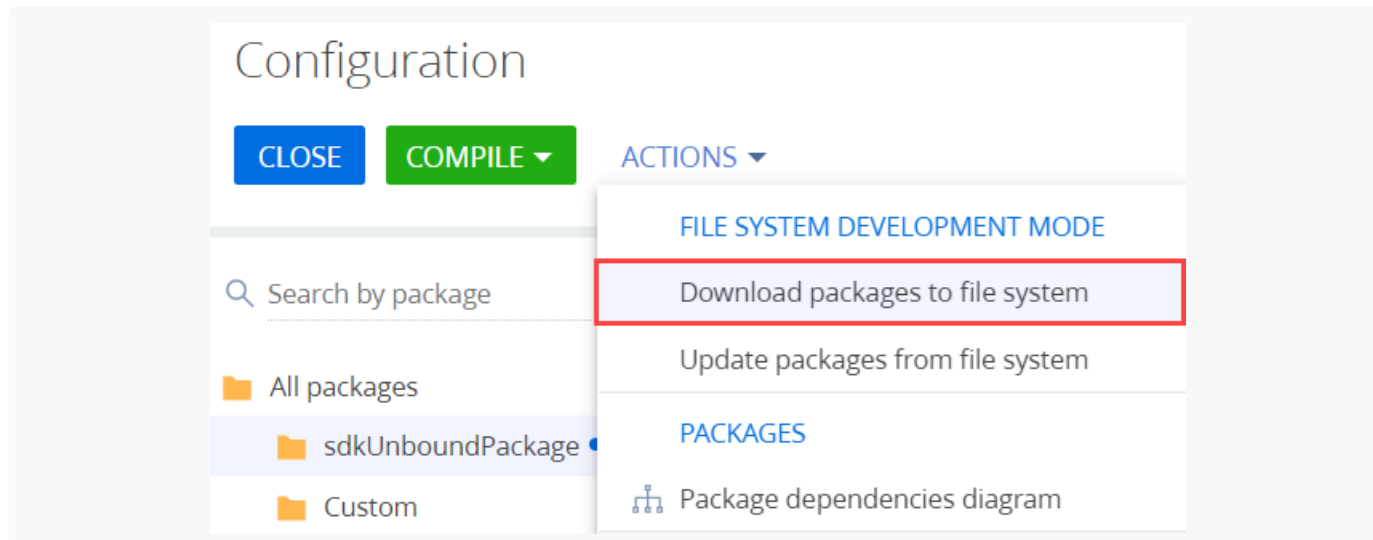 Configuration
CLOSE
COMPILE
ACTIONS
FILE SYSTEM DEVELOPMENT MODE
Search by package
Download packages to file system
Update packages from file system
All packages
sdkUnboundPackage
PACKAGES
Custom
Package dependencies diagram